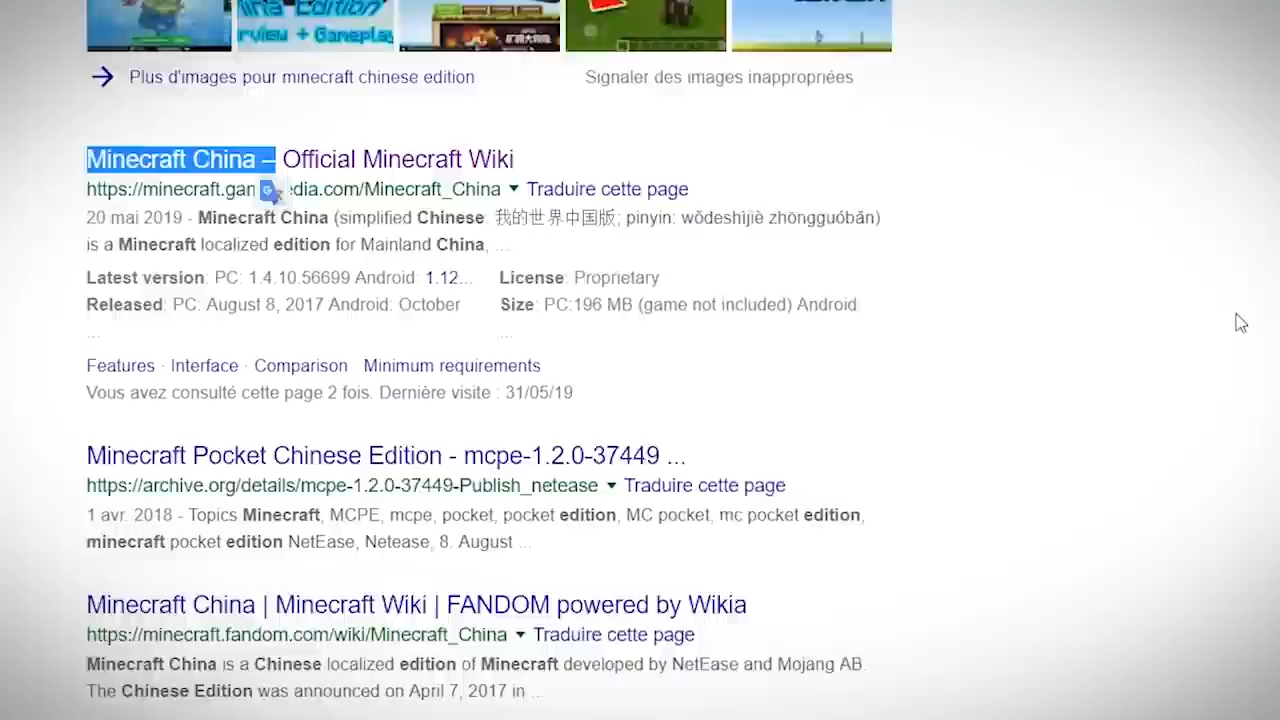 Edition
rview + Gameplay
Plus d'images pour minecraft chinese edition
Signaler des images inappropriées
Minecraft China – Official Minecraft Wiki
https://minecraft.gam dia.com/Minecraft_China ▼ Traduire cette page
20 mai 2019 - Minecraft China (simplified Chinese: 我的世界中国版; pinyin: wǒdeshìjiè zhōngguóbǎn)
is a Minecraft localized edition for Mainland China, ...
Latest version: PC: 1.4.10.56699 Android: 1.12...
License: Proprietary
Released: PC: August 8, 2017 Android: October
...
Size: PC:196 MB (game not included) Android
...
Features · Interface · Comparison · Minimum requirements
Vous avez consulté cette page 2 fois. Dernière visite : 31/05/19
Minecraft Pocket Chinese Edition - mcpe-1.2.0-37449 ...
https://archive.org/details/mcpe-1.2.0-37449-Publish_netease ▼ Traduire cette page
1 avr. 2018 - Topics Minecraft, MCPE, mcpe, pocket, pocket edition, MC pocket, mc pocket edition,
minecraft pocket edition NetEase, Netease, 8. August ...
Minecraft China | Minecraft Wiki | FANDOM powered by Wikia
https://minecraft.fandom.com/wiki/Minecraft_China ▼ Traduire cette page
Minecraft China is a Chinese localized edition of Minecraft developed by NetEase and Mojang AB.
The Chinese Edition was announced on April 7, 2017 in ...